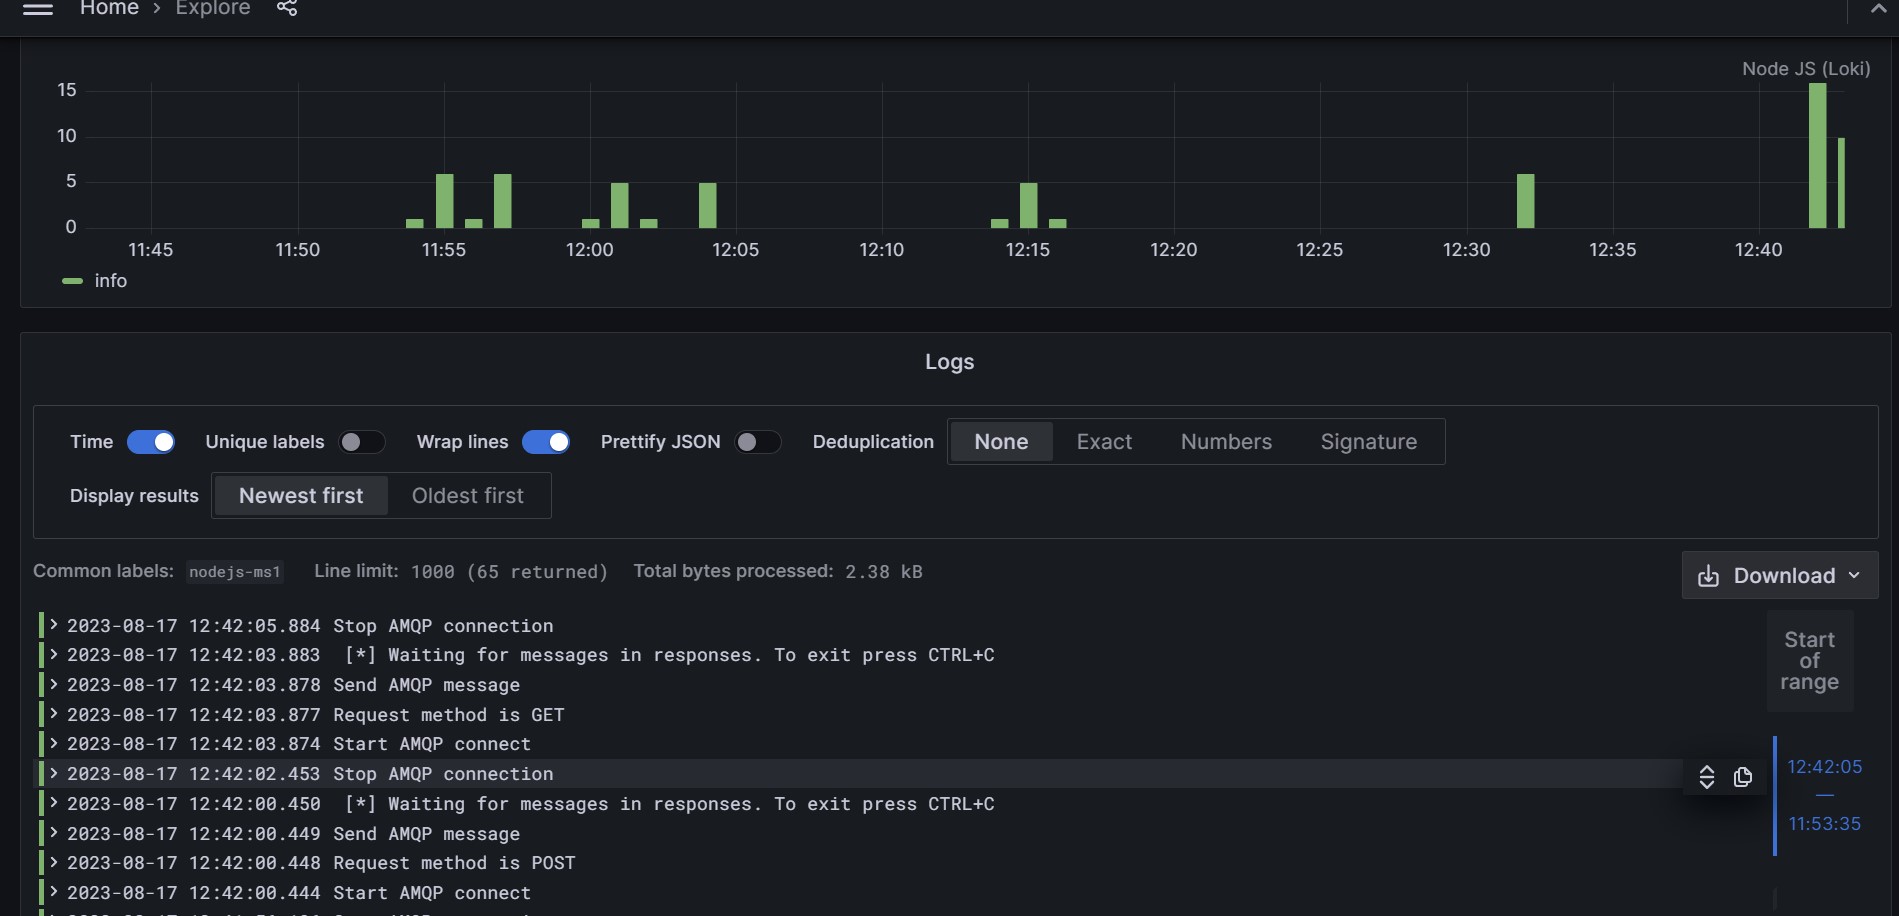 Home › Explore
Node JS (Loki)
15
10
5
0
11:45 11:50 11:55 12:00 12:05 12:10 12:15 12:20 12:25 12:30 12:35 12:40
info
Logs
Time Unique labels Wrap lines Prettify JSON Deduplication None Exact Numbers Signature
Display results Newest first Oldest first
Common labels: nodejs-ms1 Line limit: 1000 (65 returned) Total bytes processed: 2.38 kB
Download
2023-08-17 12:42:05.884 Stop AMQP connection
2023-08-17 12:42:03.883 [*] Waiting for messages in responses. To exit press CTRL+C
2023-08-17 12:42:03.878 Send AMQP message
2023-08-17 12:42:03.877 Request method is GET
2023-08-17 12:42:03.874 Start AMQP connect
2023-08-17 12:42:02.453 Stop AMQP connection
2023-08-17 12:42:00.450 [*] Waiting for messages in responses. To exit press CTRL+C
2023-08-17 12:42:00.449 Send AMQP message
2023-08-17 12:42:00.448 Request method is POST
2023-08-17 12:42:00.444 Start AMQP connect
Start
of
range
12:42:05
—
11:53:35